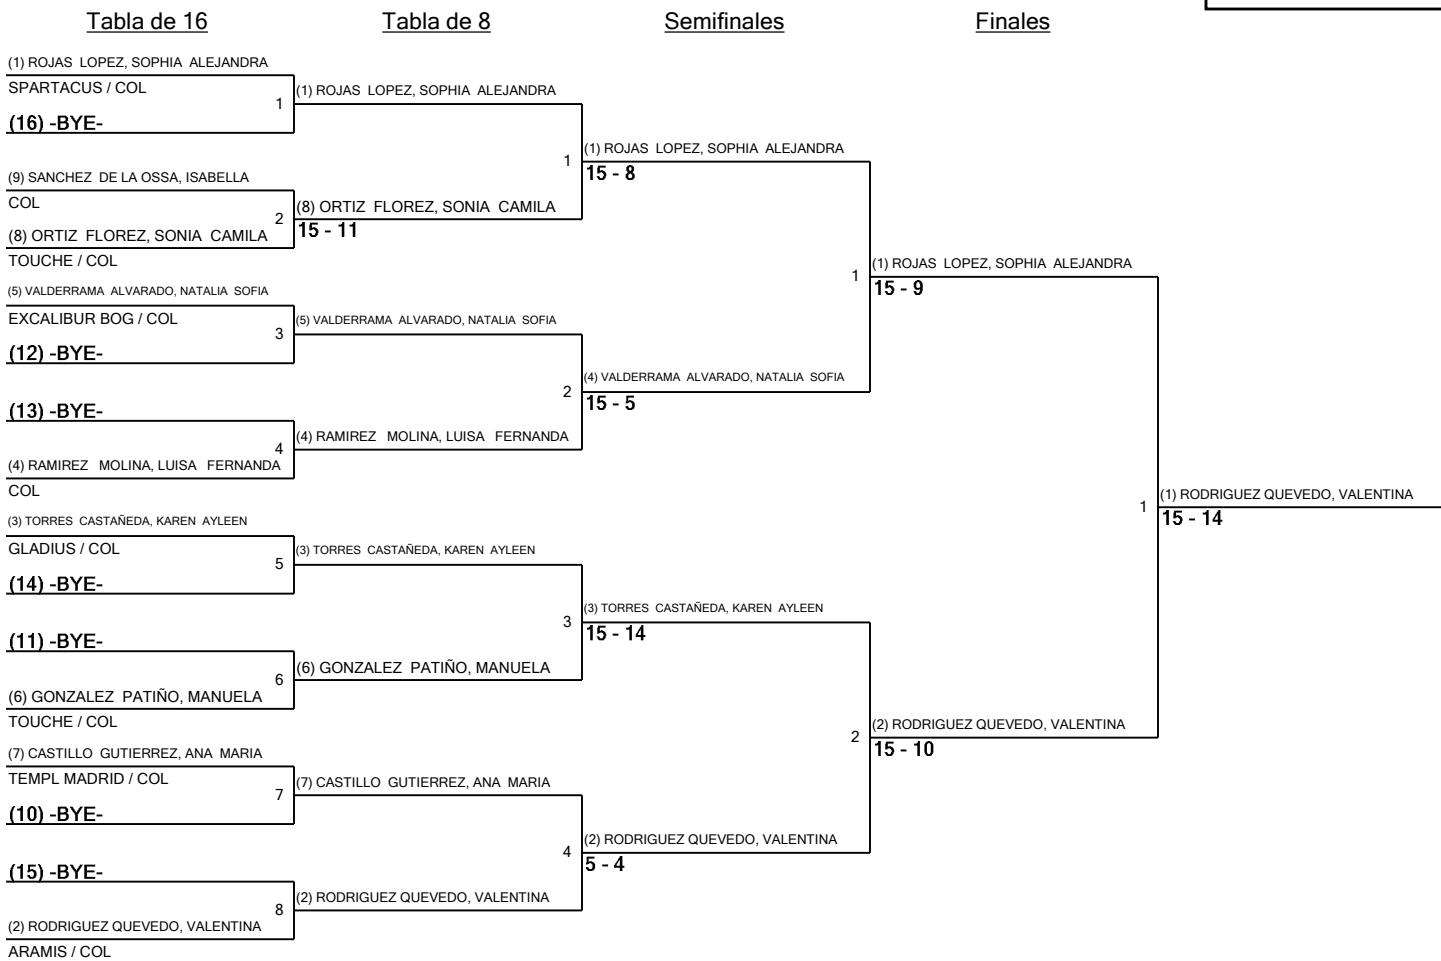 Tabla de 16
Tabla de 8
Semifinales
Finales
(1) ROJAS LOPEZ, SOPHIA ALEJANDRA
SPARTACUS / COL
1
(16) -BYE-
(9) SANCHEZ DE LA OSSA, ISABELLA
COL
2
(8) ORTIZ FLOREZ, SONIA CAMILA
TOUCHE / COL
(5) VALDERRAMA ALVARADO, NATALIA SOFIA
EXCALIBUR BOG / COL
3
(12) -BYE-
(13) -BYE-
4
(4) RAMIREZ MOLINA, LUISA FERNANDA
COL
(3) TORRES CASTAÑEDA, KAREN AYLEEN
GLADIUS / COL
5
(14) -BYE-
(11) -BYE-
6
(6) GONZALEZ PATIÑO, MANUELA
TOUCHE / COL
(7) CASTILLO GUTIERREZ, ANA MARIA
TEMPL MADRID / COL
7
(10) -BYE-
(15) -BYE-
8
(2) RODRIGUEZ QUEVEDO, VALENTINA
ARAMIS / COL
(1) ROJAS LOPEZ, SOPHIA ALEJANDRA
1
(8) ORTIZ FLOREZ, SONIA CAMILA
15 - 11
(5) VALDERRAMA ALVARADO, NATALIA SOFIA
2
(4) RAMIREZ MOLINA, LUISA FERNANDA
(3) TORRES CASTAÑEDA, KAREN AYLEEN
3
(6) GONZALEZ PATIÑO, MANUELA
(7) CASTILLO GUTIERREZ, ANA MARIA
4
(2) RODRIGUEZ QUEVEDO, VALENTINA
(1) ROJAS LOPEZ, SOPHIA ALEJANDRA
15 - 8
1
(4) VALDERRAMA ALVARADO, NATALIA SOFIA
15 - 5
(3) TORRES CASTAÑEDA, KAREN AYLEEN
15 - 14
2
(2) RODRIGUEZ QUEVEDO, VALENTINA
5 - 4
(1) ROJAS LOPEZ, SOPHIA ALEJANDRA
15 - 9
1
(2) RODRIGUEZ QUEVEDO, VALENTINA
15 - 10
(1) RODRIGUEZ QUEVEDO, VALENTINA
15 - 14